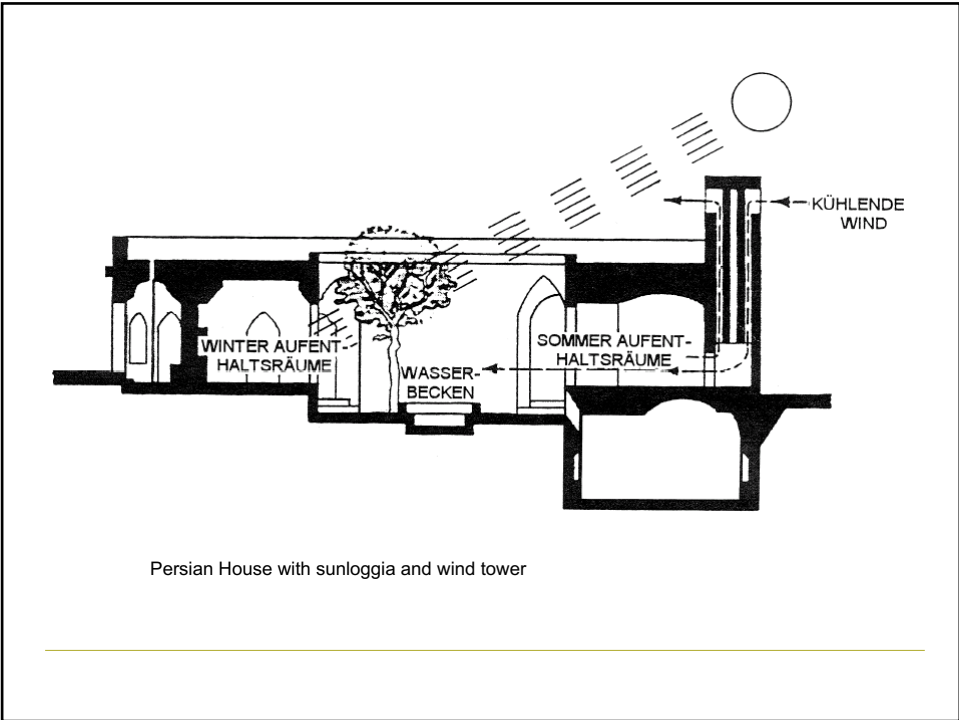 KÜHLENDE
WIND
WINTER AUFENT-
HALTSRÄUME
WASSER-
BECKEN
SOMMER AUFENT-
HALTSRÄUME
Persian House with sunloggia and wind tower